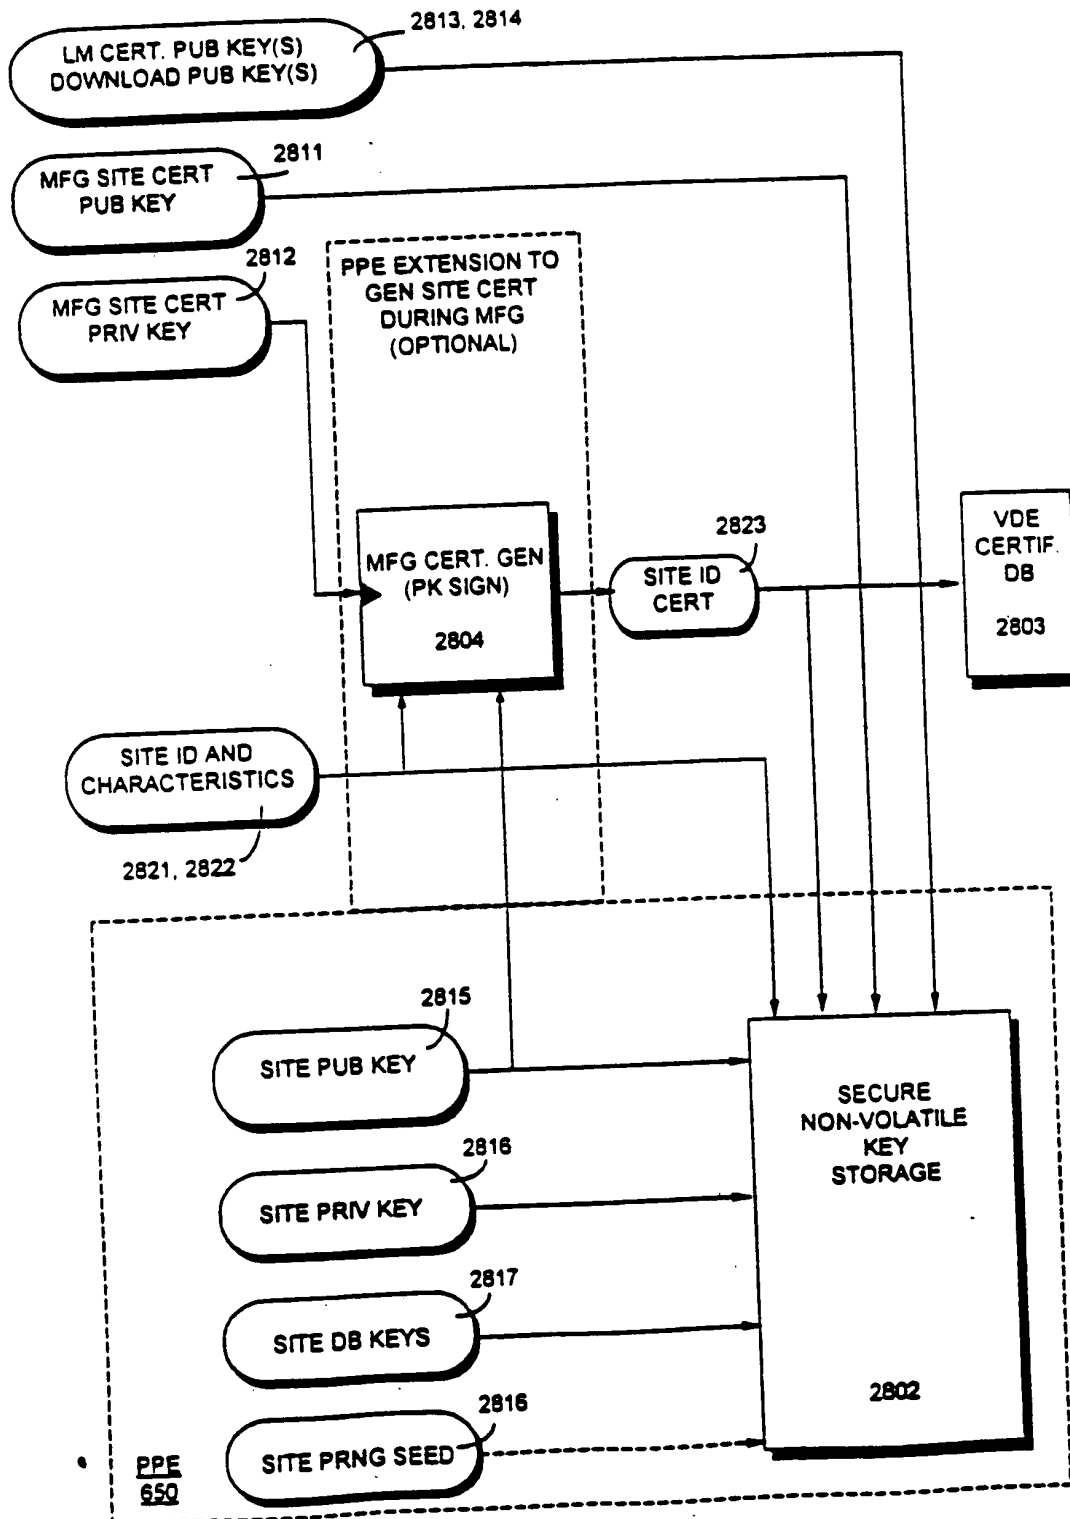 2813, 2814
LM CERT. PUB KEY(S)
DOWNLOAD PUB KEY(S)
2811
MFG SITE CERT
PUB KEY
2812
MFG SITE CERT
PRIV KEY
PPE EXTENSION TO
GEN SITE CERT
DURING MFG
(OPTIONAL)
MFG CERT. GEN
(PK SIGN)
2804
2823
SITE ID
CERT
VDE
CERTIF.
DB
2803
SITE ID AND
CHARACTERISTICS
2821, 2822
2815
SITE PUB KEY
2816
SITE PRIV KEY
2817
SITE DB KEYS
2816
SITE PRNG SEED
SECURE
NON-VOLATILE
KEY
STORAGE
2802
PPE
650